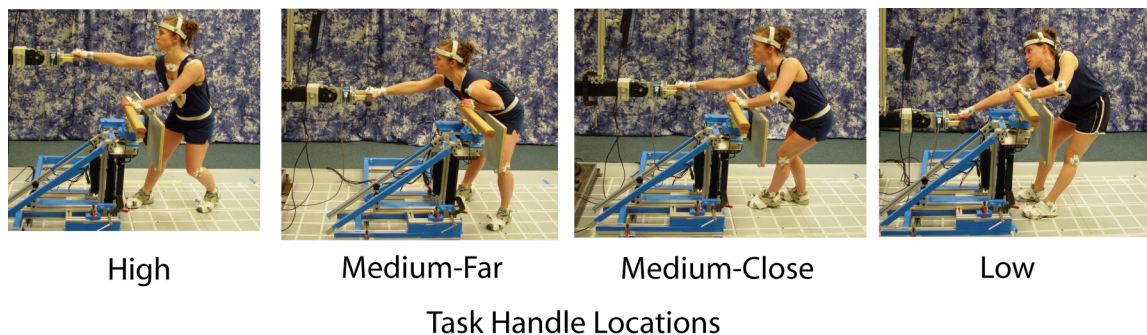 High
Medium-Far
Medium-Close
Low
Task Handle Locations